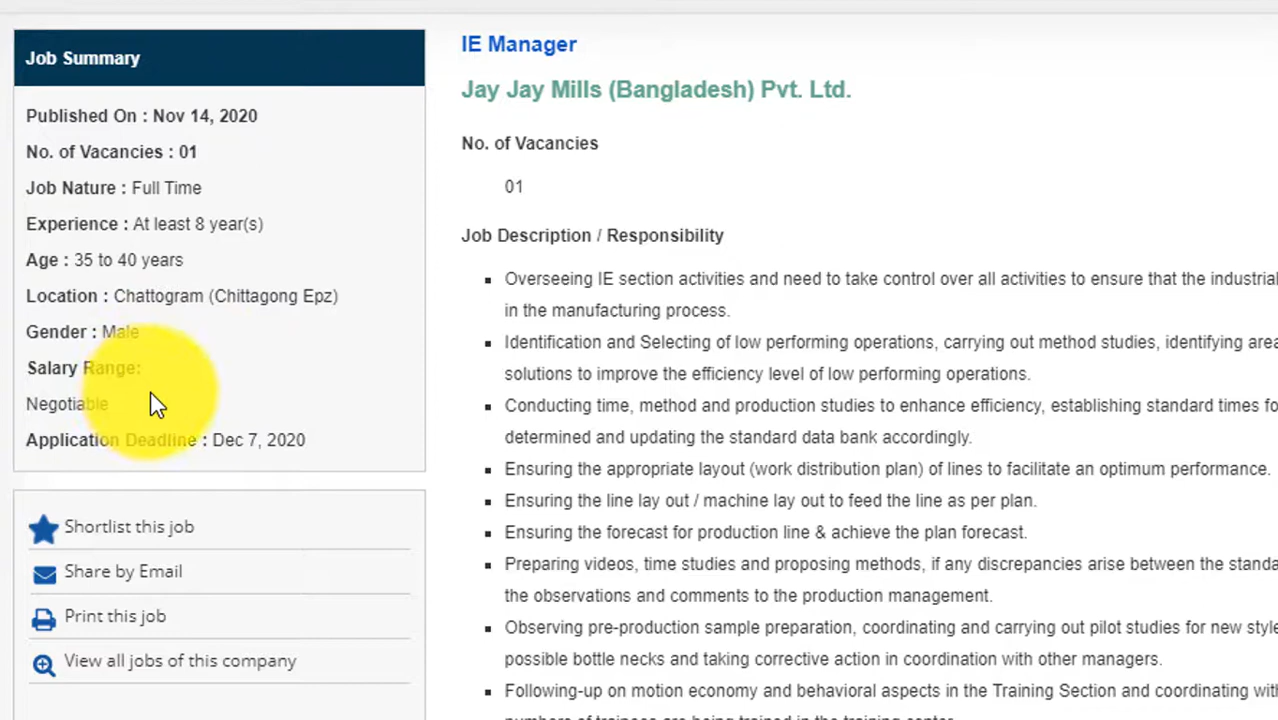 Job Summary
Published On : Nov 14, 2020
No. of Vacancies : 01
Job Nature : Full Time
Experience : At least 8 year(s)
Age : 35 to 40 years
Location : Chattogram (Chittagong Epz)
Gender : Male
Salary Range:
Negotiable
Application Deadline : Dec 7, 2020
Shortlist this job
Share by Email
Print this job
View all jobs of this company
IE Manager
Jay Jay Mills (Bangladesh) Pvt. Ltd.
No. of Vacancies
01
Job Description / Responsibility
Overseeing IE section activities and need to take control over all activities to ensure that the industrial
in the manufacturing process.
Identification and Selecting of low performing operations, carrying out method studies, identifying area
solutions to improve the efficiency level of low performing operations.
Conducting time, method and production studies to enhance efficiency, establishing standard times fo
determined and updating the standard data bank accordingly.
Ensuring the appropriate layout (work distribution plan) of lines to facilitate an optimum performance.
Ensuring the line lay out / machine lay out to feed the line as per plan.
Ensuring the forecast for production line & achieve the plan forecast.
Preparing videos, time studies and proposing methods, if any discrepancies arise between the standa
the observations and comments to the production management.
Observing pre-production sample preparation, coordinating and carrying out pilot studies for new style
possible bottle necks and taking corrective action in coordination with other managers.
Following-up on motion economy and behavioral aspects in the Training Section and coordinating wit
numbers of trainees are being trained in the training center.